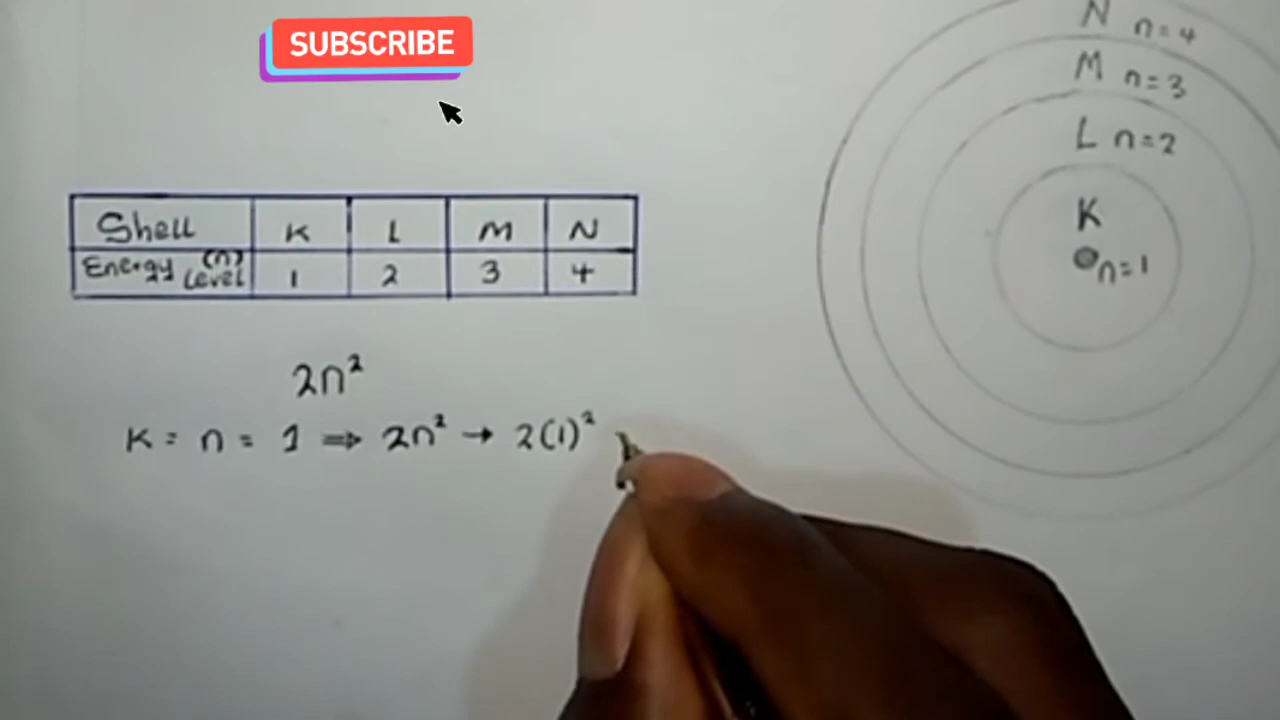 SUBSCRIBE
N n=4
M n=3
L n=2
K
n=1
Shell K L M N
Energy (n) Level 1 2 3 4
2n²
K = n = 1 ⇒ 2n² → 2(1)²